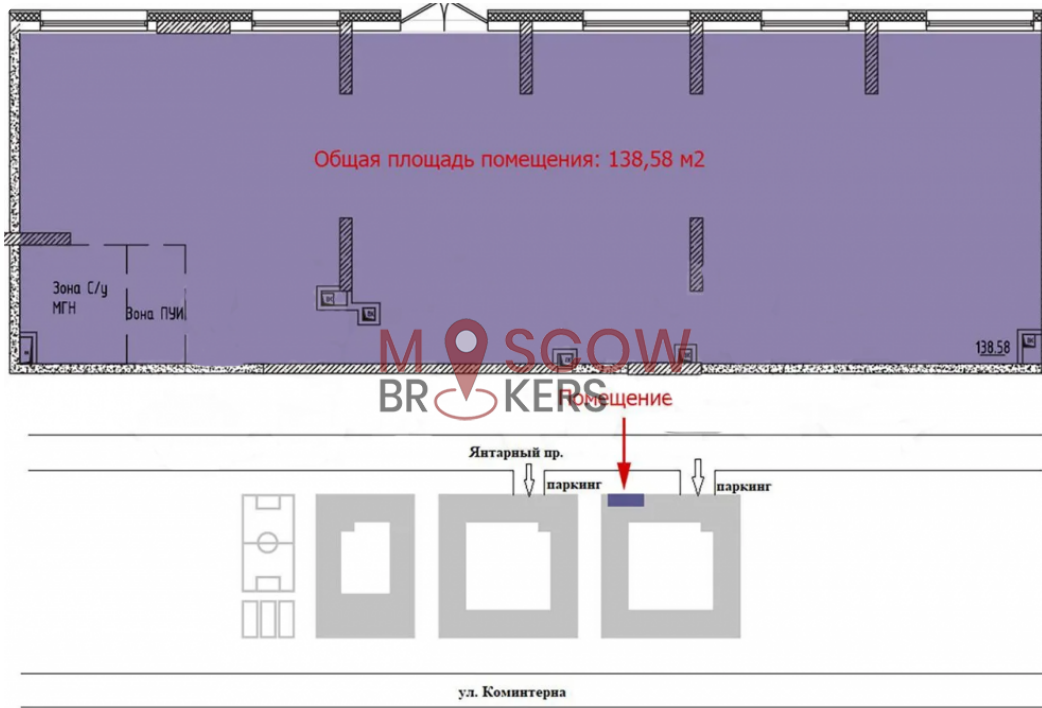 Общая площадь помещения: 138,58 м2
Зона С/у
МГН
Зона ПУИ
138.58
MOSCOW
BROKERS
Помещение
Янтарный пр.
паркинг
паркинг
ул. Коминтерна